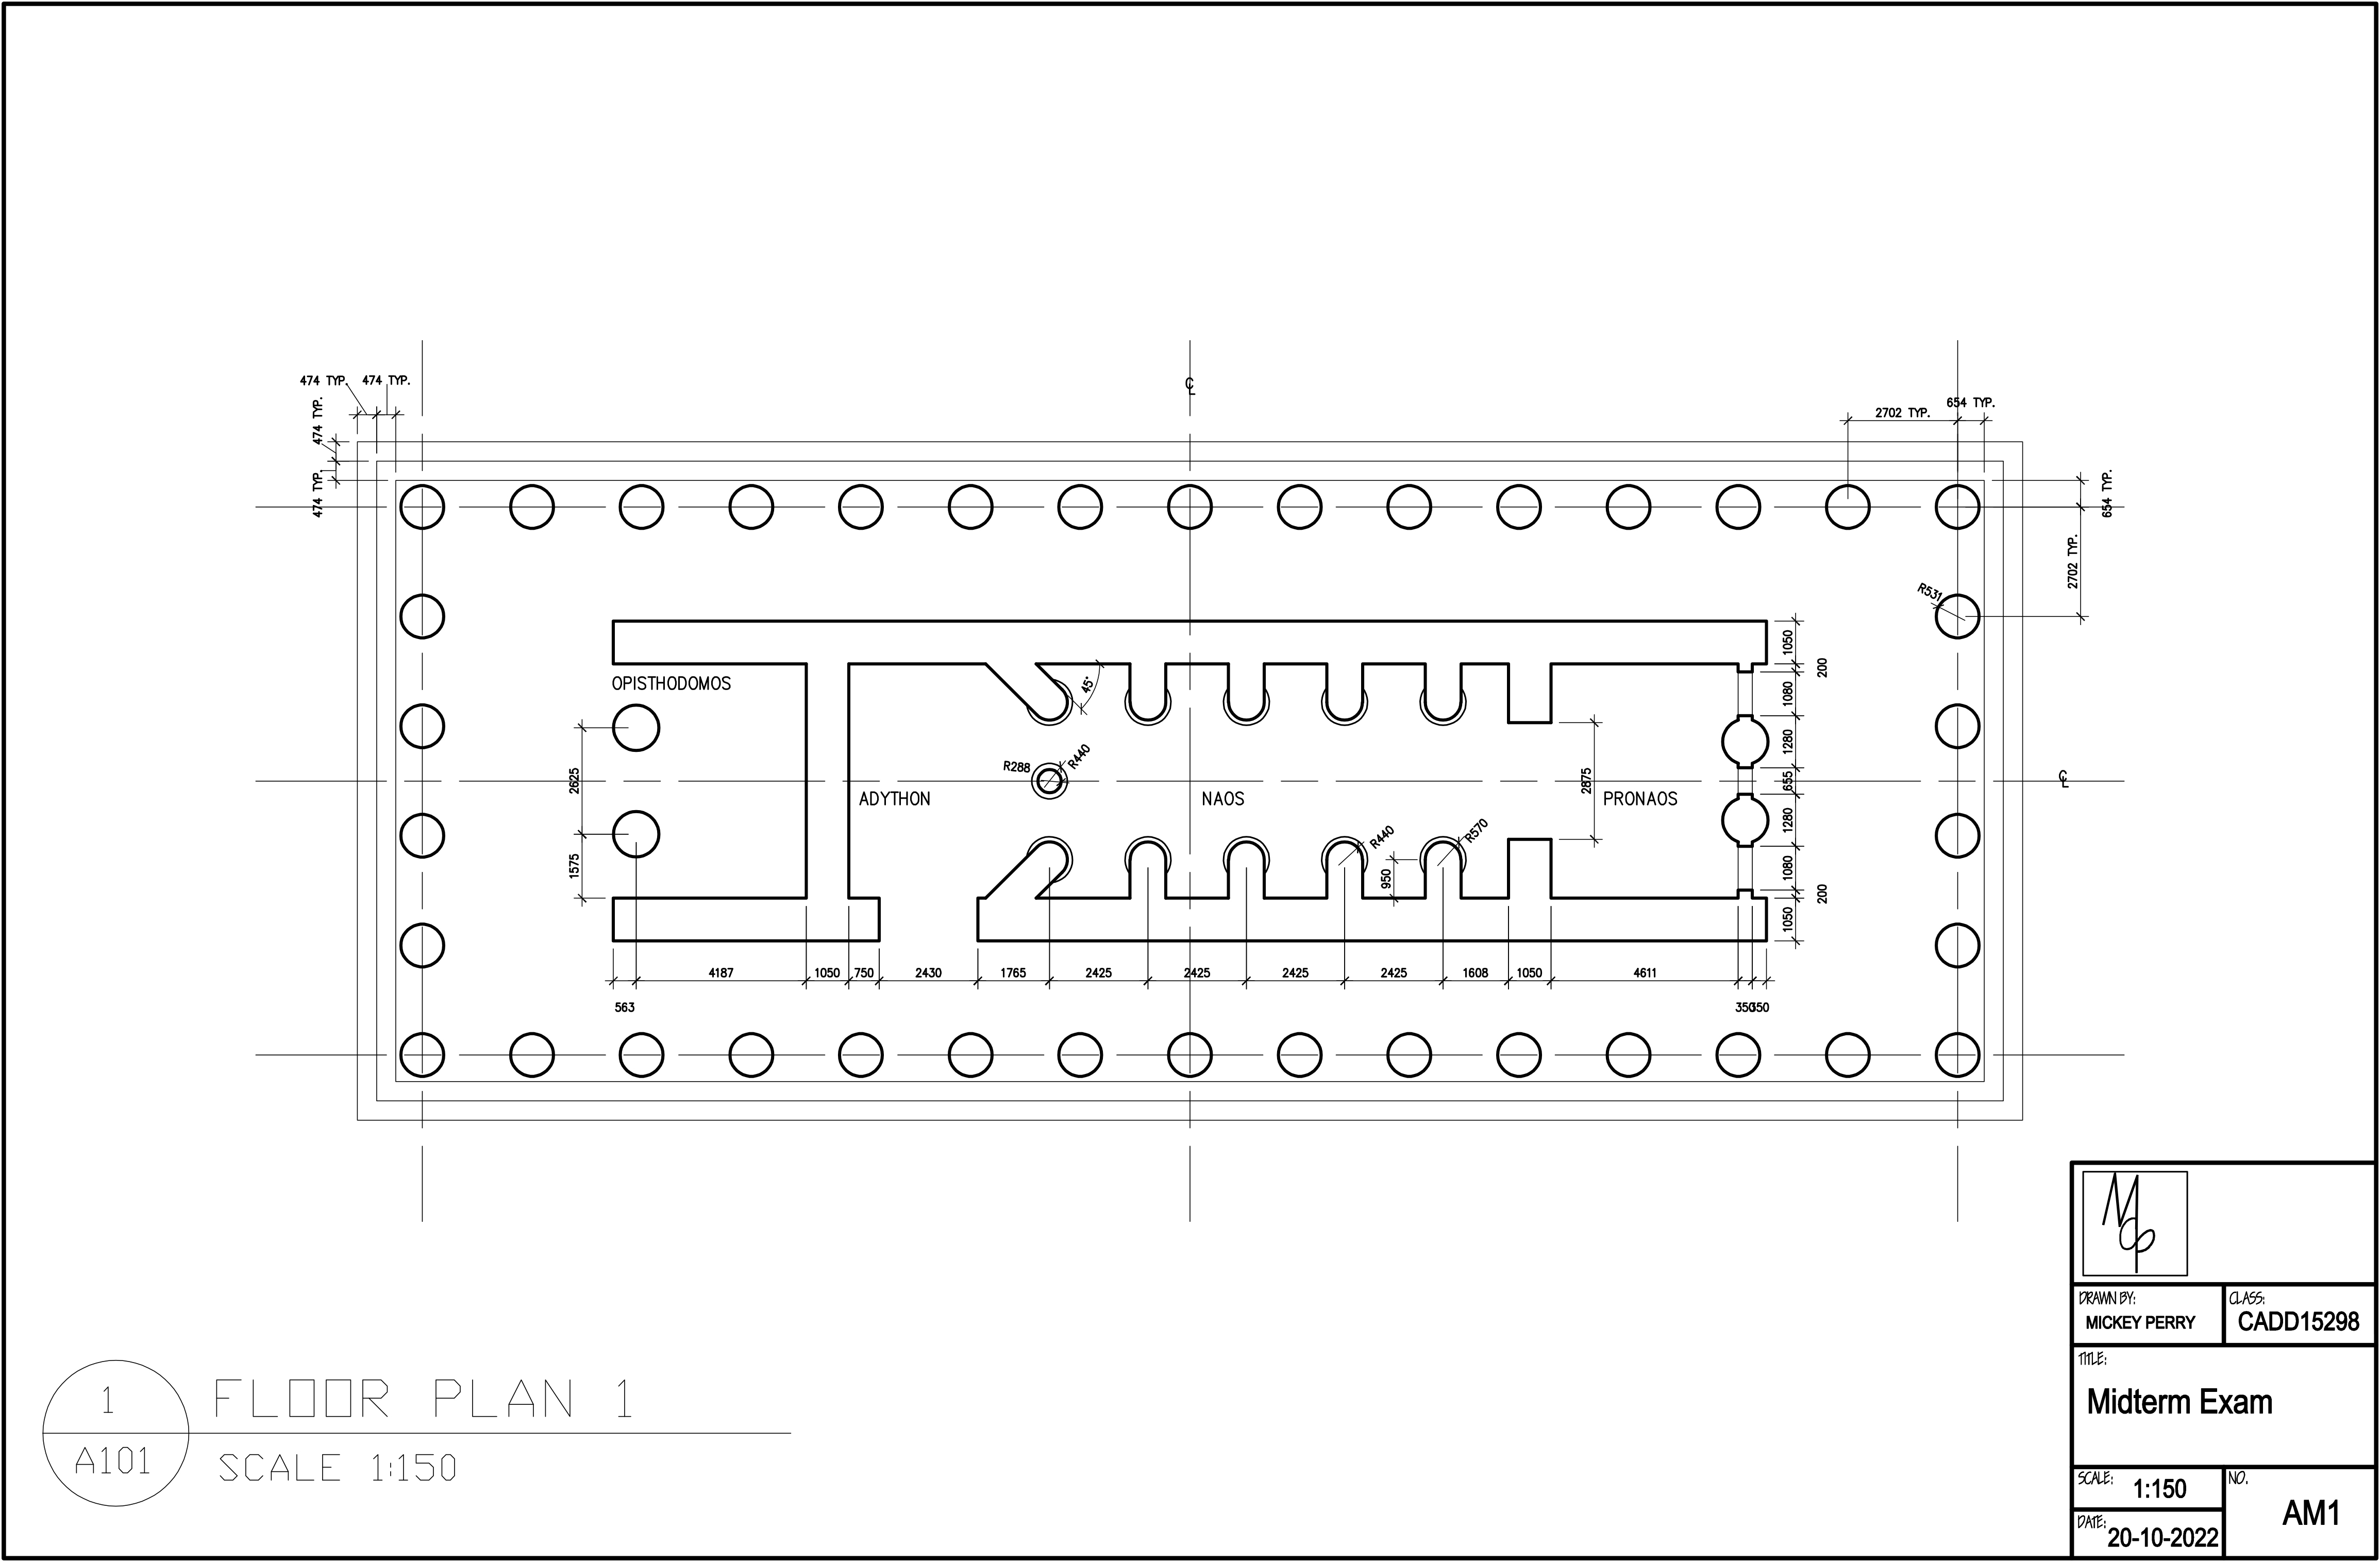 ℄
474 TYP. 474 TYP.
474 TYP.
474 TYP.
654 TYP.
2702 TYP.
654 TYP.
2702 TYP.
R531
1050
200
OPISTHODOMOS
45°
1080
1280
R288
R440
2625
2875
655
℄
ADYTHON
NAOS
PRONAOS
1280
R440
R570
1575
950
1080
200
1050
4187
1050
750
2430
1765
2425
2425
2425
2425
1608
1050
4611
563
350
350
DRAWN BY:
MICKEY PERRY
CLASS:
CADD15298
TITLE:
Midterm Exam
SCALE:
1:150
NO.
AM1
DATE:
20-10-2022
1
A101
FLOOR PLAN 1
SCALE 1:150